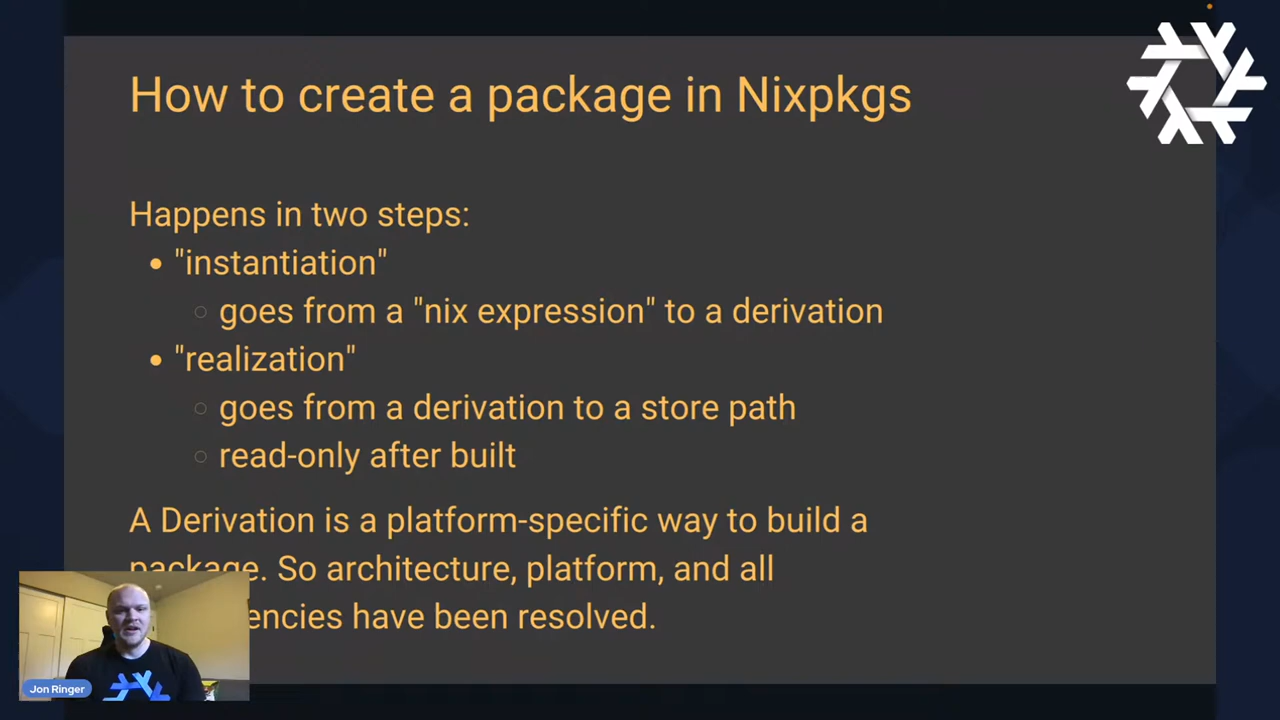 How to create a package in Nixpkgs
Happens in two steps:
• "instantiation"
○ goes from a "nix expression" to a derivation
• "realization"
○ goes from a derivation to a store path
○ read-only after built
A Derivation is a platform-specific way to build a
package. So architecture, platform, and all
encies have been resolved.
Jon Ringer